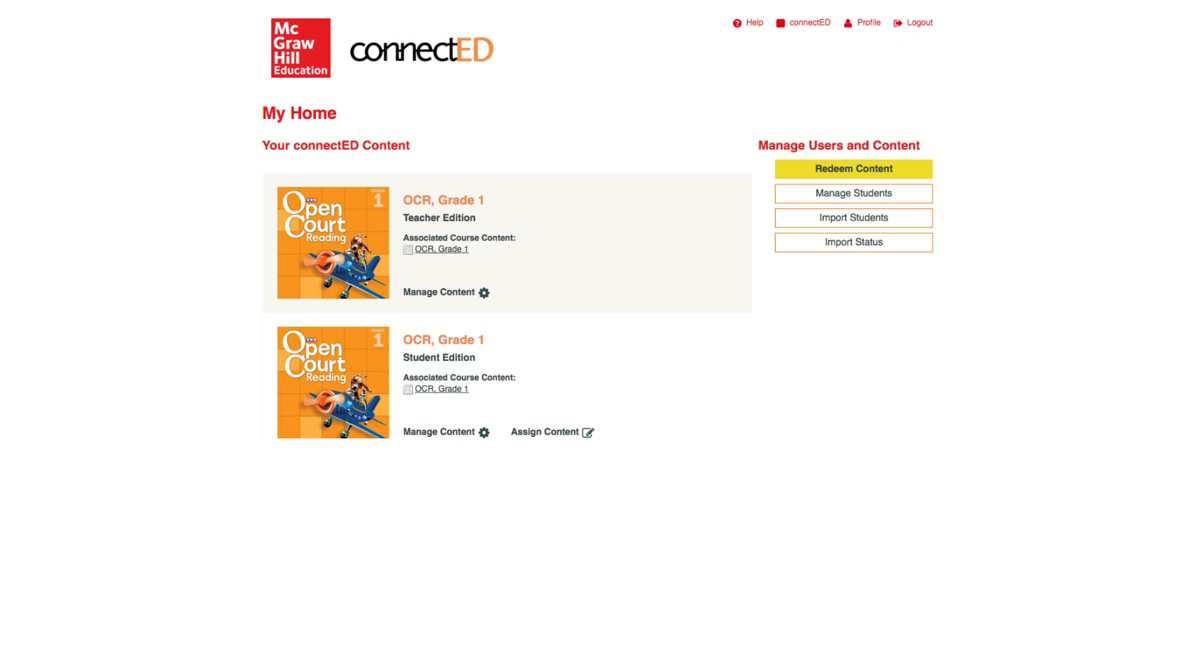 Mc
Graw
Hill
Education
connectED
Help
connectED
Profile
Logout
My Home
Your connectED Content
Manage Users and Content
Redeem Content
Manage Students
Import Students
Import Status
GRADE
1
Open
Court
Reading
OCR, Grade 1
Teacher Edition
Associated Course Content:
OCR, Grade 1
Manage Content
GRADE
1
Open
Court
Reading
OCR, Grade 1
Student Edition
Associated Course Content:
OCR, Grade 1
Manage Content
Assign Content